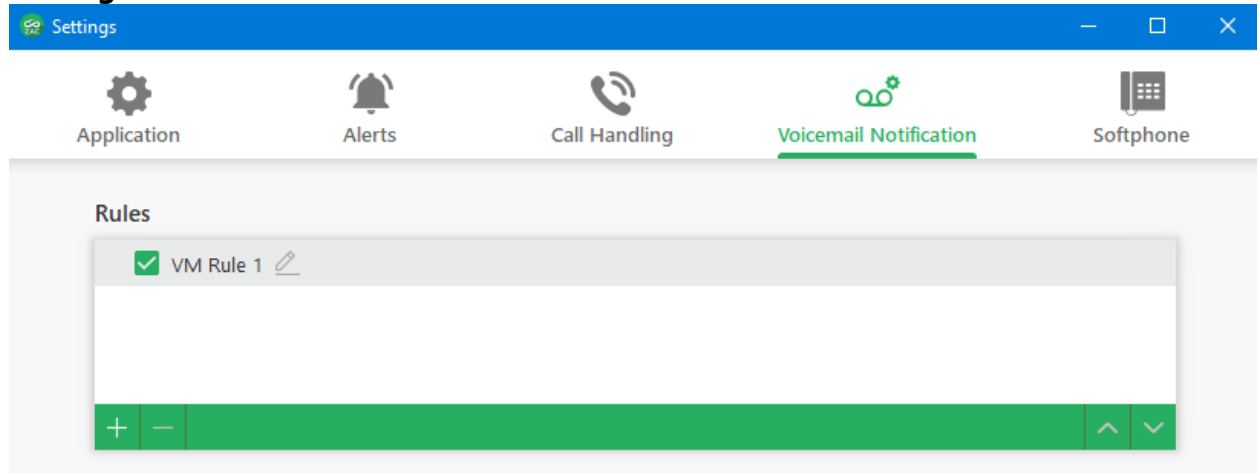 Settings
Application Alerts Call Handling Voicemail Notification Softphone
Rules
VM Rule 1